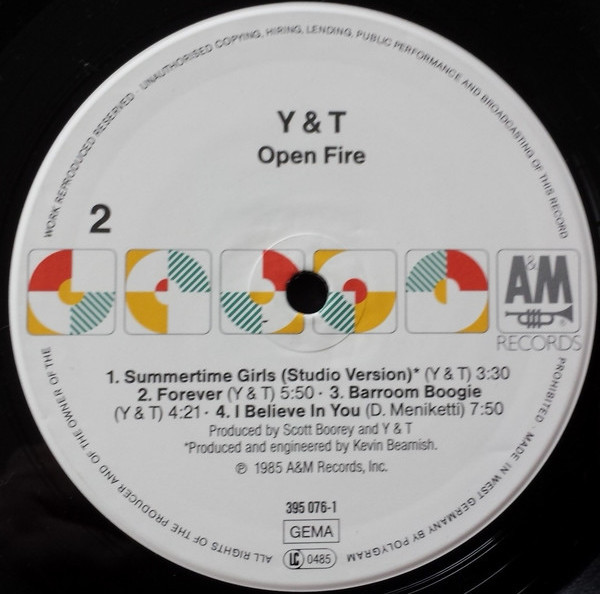 Y & T
Open Fire
2
A&M
®
RECORDS
1. Summertime Girls (Studio Version)* (Y & T) 3:30
2. Forever (Y & T) 5:50 · 3. Barroom Boogie
(Y & T) 4:21 · 4. I Believe In You (D. Meniketti) 7:50
Produced by Scott Boorey and Y & T
*Produced and engineered by Kevin Beamish.
℗ 1985 A&M Records, Inc.
395 076-1
GEMA
LC 0485
ALL RIGHTS OF THE PRODUCER AND OF THE OWNER OF THE WORK REPRODUCED RESERVED · UNAUTHORISED COPYING, HIRING, LENDING, PUBLIC PERFORMANCE AND BROADCASTING OF THIS RECORD PROHIBITED · MADE IN WEST GERMANY BY POLYGRAM